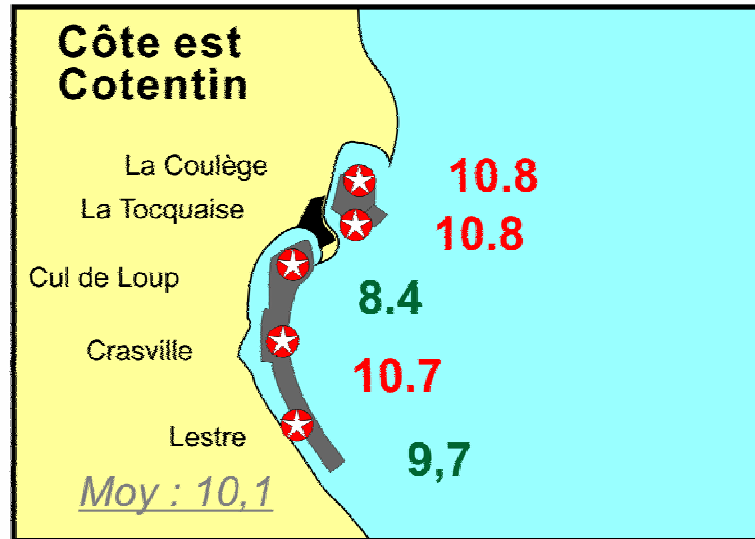 Côte est
Cotentin
La Coulège
10.8
La Tocquaise
10.8
Cul de Loup
8.4
Crasville
10.7
Lestre
9,7
Moy : 10,1